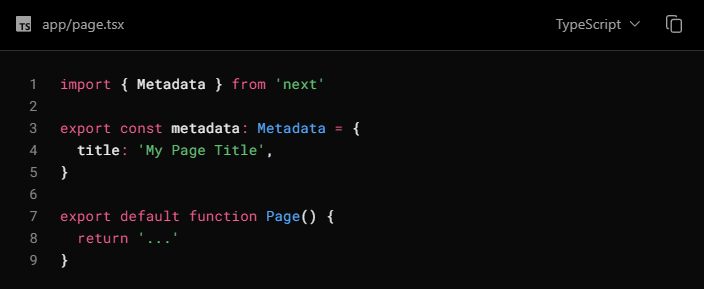 TS app/page.tsx TypeScript
1 import { Metadata } from 'next'
2
3 export const metadata: Metadata = {
4   title: 'My Page Title',
5 }
6
7 export default function Page() {
8   return '...'
9 }